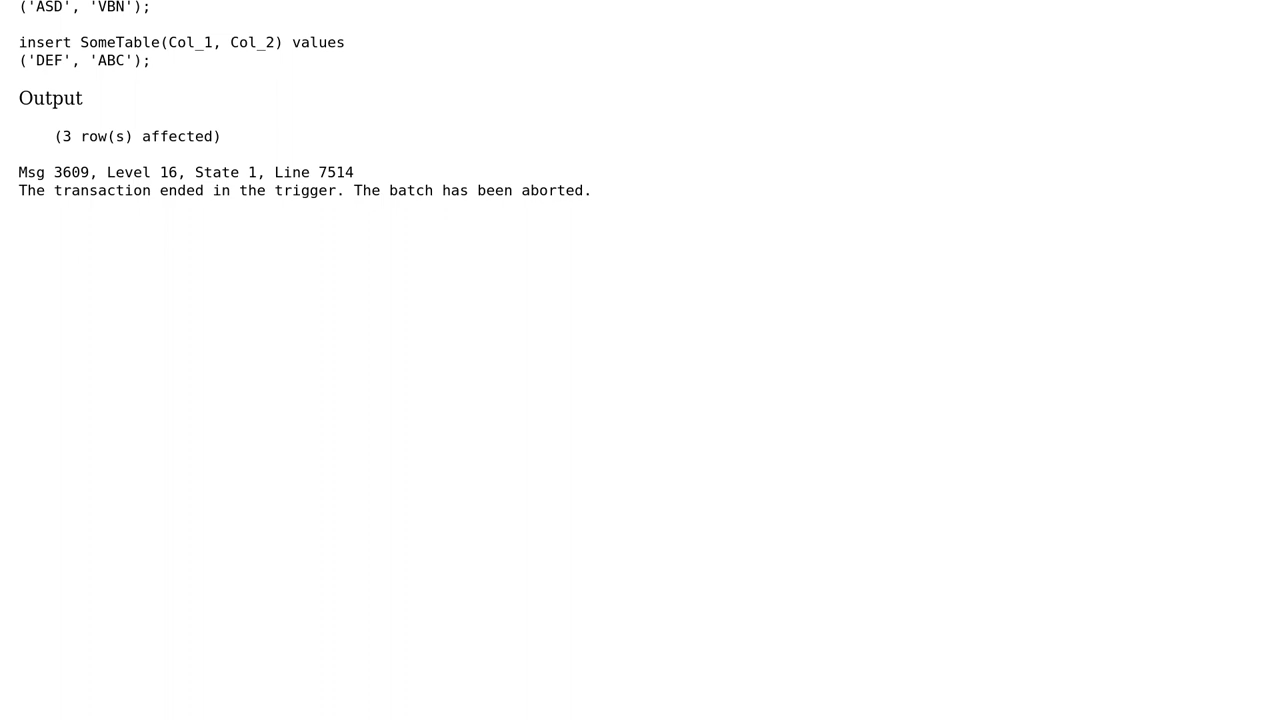 ('ASD', 'VBN');
insert SomeTable(Col_1, Col_2) values
('DEF', 'ABC');
Output
(3 row(s) affected)
Msg 3609, Level 16, State 1, Line 7514
The transaction ended in the trigger. The batch has been aborted.